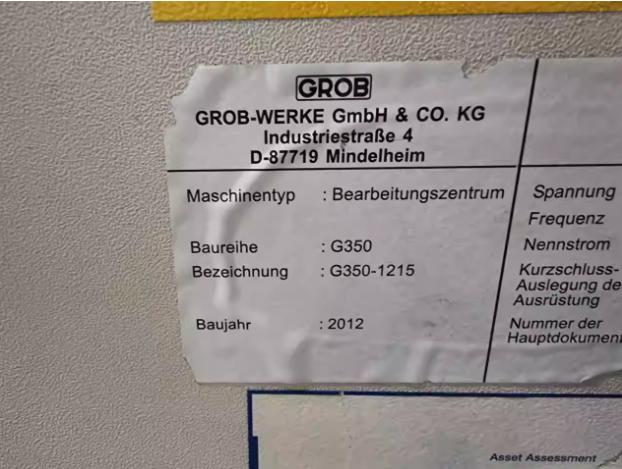 GROB
GROB-WERKE GmbH & CO. KG
Industriestraße 4
D-87719 Mindelheim
Maschinentyp : Bearbeitungszentrum
Baureihe : G350
Bezeichnung : G350-1215
Baujahr : 2012
Spannung
Frequenz
Nennstrom
Kurzschluss-
Auslegung de
Ausrüstung
Nummer der
Hauptdokumen
Asset Assessment